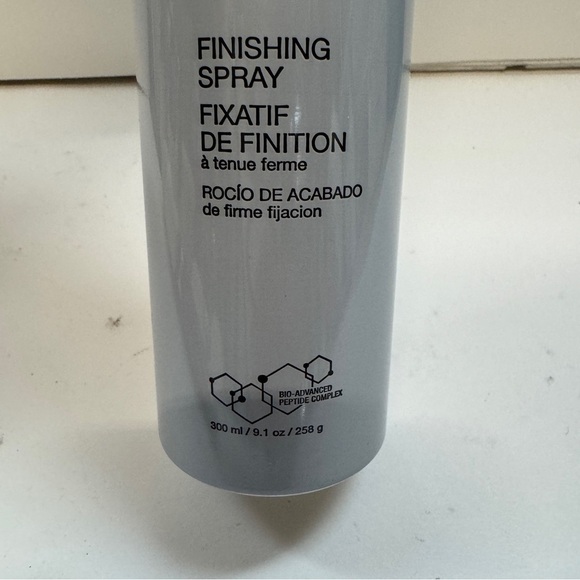 FINISHING
SPRAY
FIXATIF
DE FINITION
à tenue ferme
ROCÍO DE ACABADO
de firme fijacion
BIO-ADVANCED
PEPTIDE COMPLEX
300 ml / 9.1 oz / 258 g